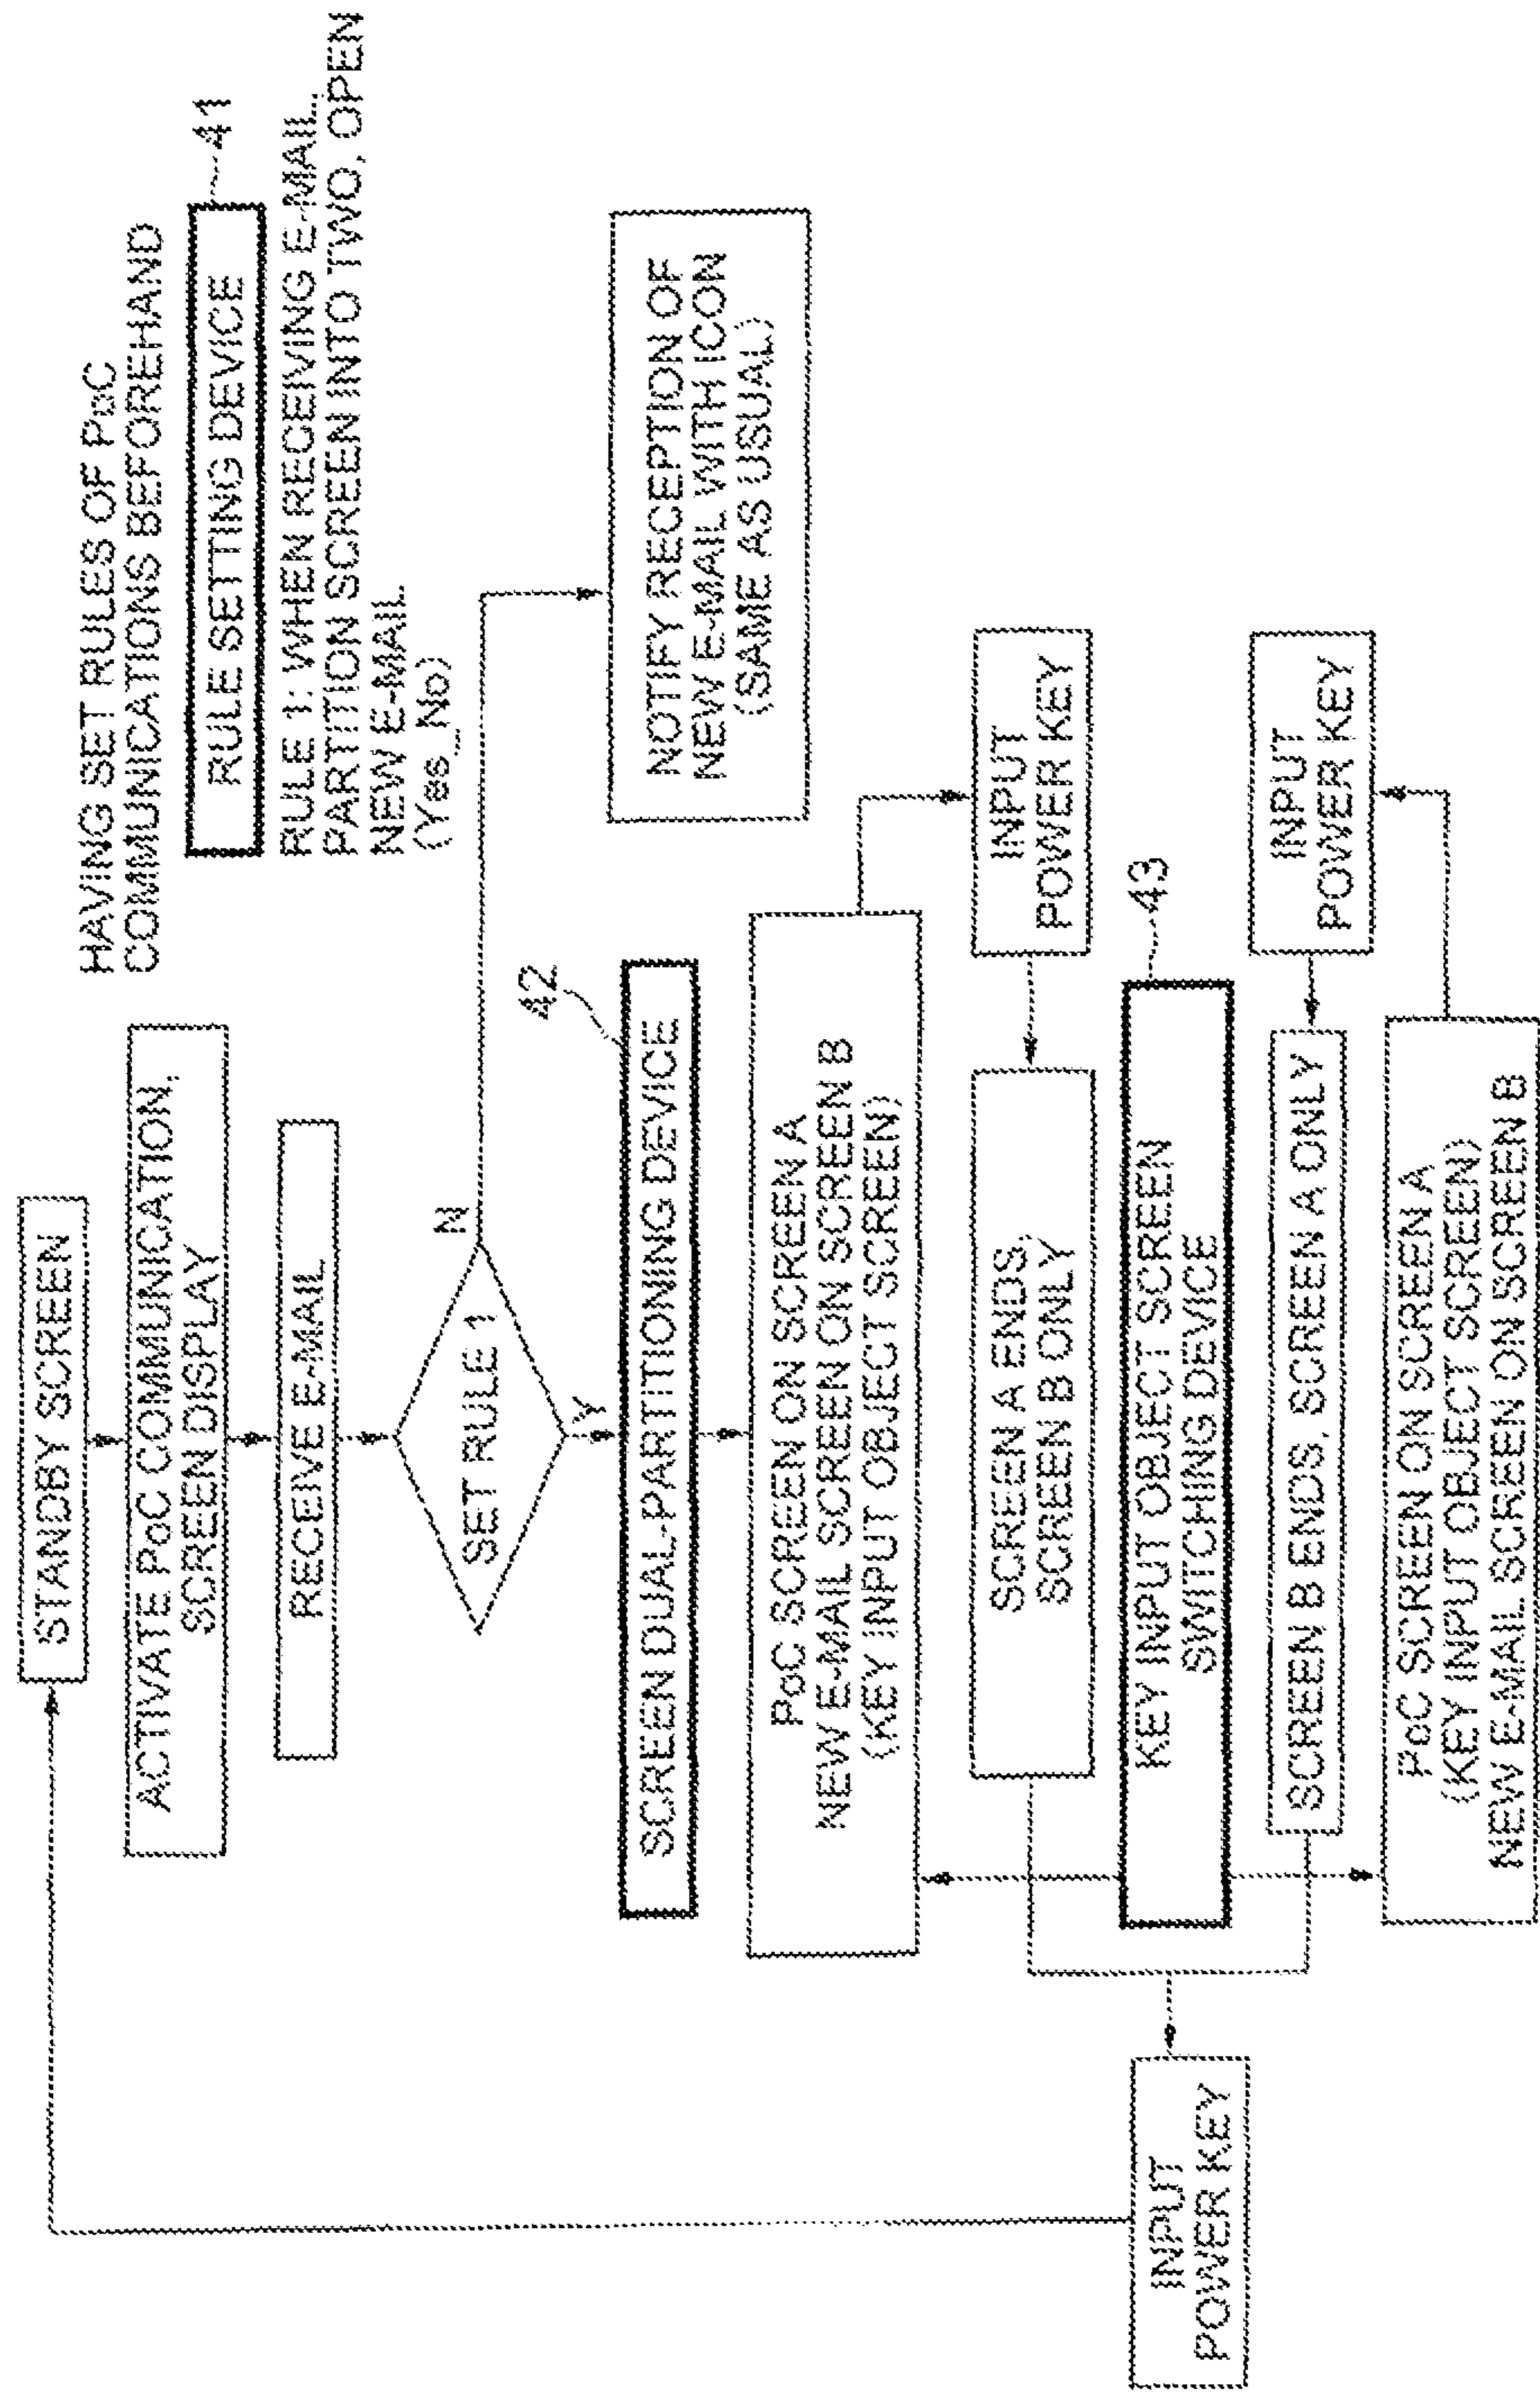 HAVING SET RULES OF PoC
COMMUNICATIONS BEFOREHAND
RULE SETTING DEVICE
41
RULE 1: WHEN RECEIVING E-MAIL,
PARTITION SCREEN INTO TWO, OPEN
NEW E-MAIL
(Yes No)
STANDBY SCREEN
ACTIVATE PoC COMMUNICATION,
SCREEN DISPLAY
RECEIVE E-MAIL
SET RULE 1
N
Y
NOTIFY RECEPTION OF
NEW E-MAIL WITH ICON
(SAME AS USUAL)
42
SCREEN DUAL-PARTITIONING DEVICE
PoC SCREEN ON SCREEN A
NEW E-MAIL SCREEN ON SCREEN B
(KEY INPUT OBJECT SCREEN)
INPUT
POWER KEY
SCREEN A ENDS,
SCREEN B ONLY
43
KEY INPUT OBJECT SCREEN
SWITCHING DEVICE
INPUT
POWER KEY
INPUT
POWER KEY
SCREEN B ENDS, SCREEN A ONLY
PoC SCREEN ON SCREEN A
(KEY INPUT OBJECT SCREEN)
NEW E-MAIL SCREEN ON SCREEN B